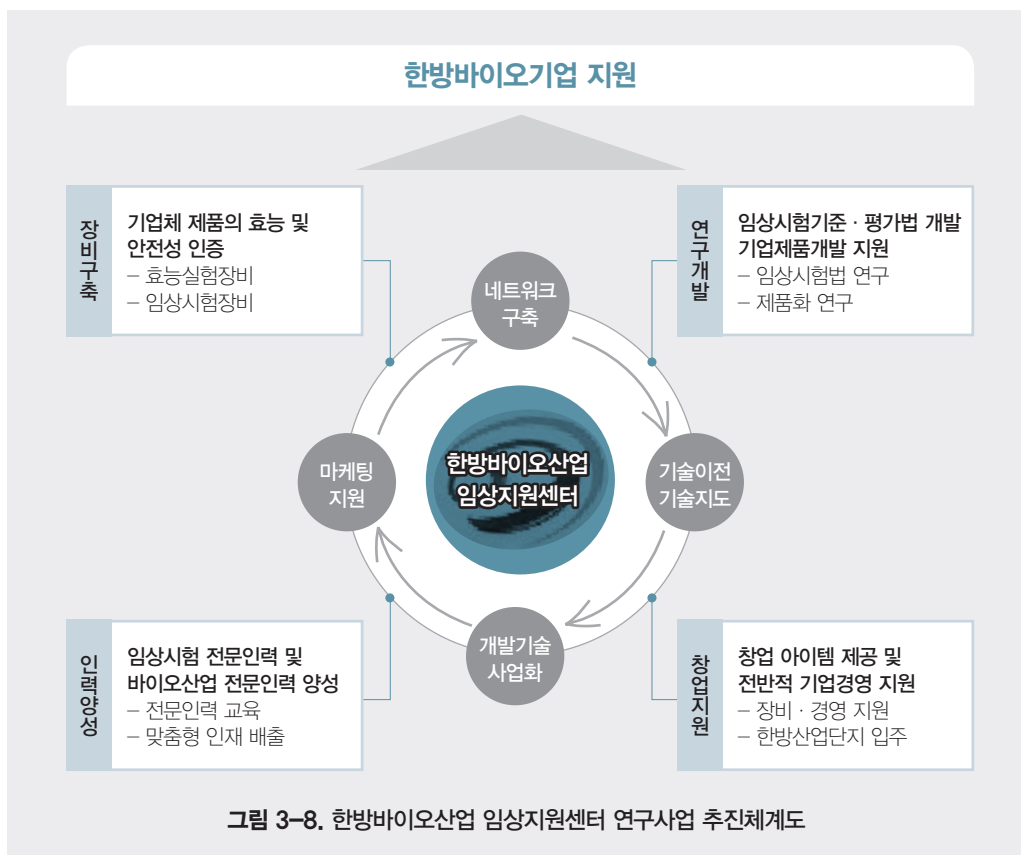 한방바이오기업 지원
장비구축
기업체 제품의 효능 및
안전성 인증
– 효능실험장비
– 임상시험장비
연구개발
임상시험기준 · 평가법 개발
기업제품개발 지원
– 임상시험법 연구
– 제품화 연구
네트워크
구축
마케팅
지원
한방바이오산업
임상지원센터
기술이전
기술지도
개발기술
사업화
인력양성
임상시험 전문인력 및
바이오산업 전문인력 양성
– 전문인력 교육
– 맞춤형 인재 배출
창업지원
창업 아이템 제공 및
전반적 기업경영 지원
– 장비 · 경영 지원
– 한방산업단지 입주
그림 3–8. 한방바이오산업 임상지원센터 연구사업 추진체계도